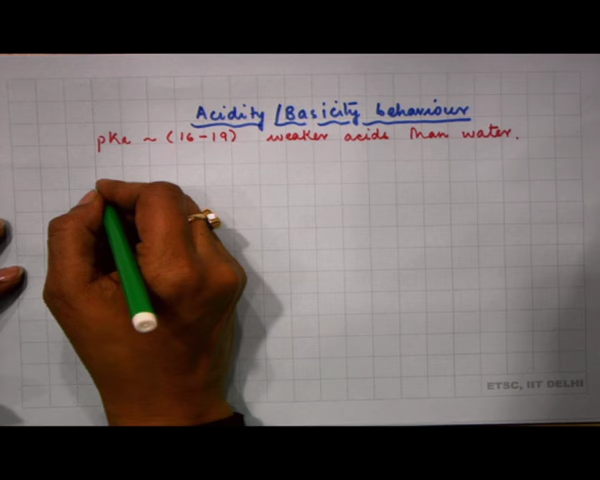 Acidity / Basicity behaviour
pKa ~ (16-19) weaker acids than water.
ETSC, IIT DELHI